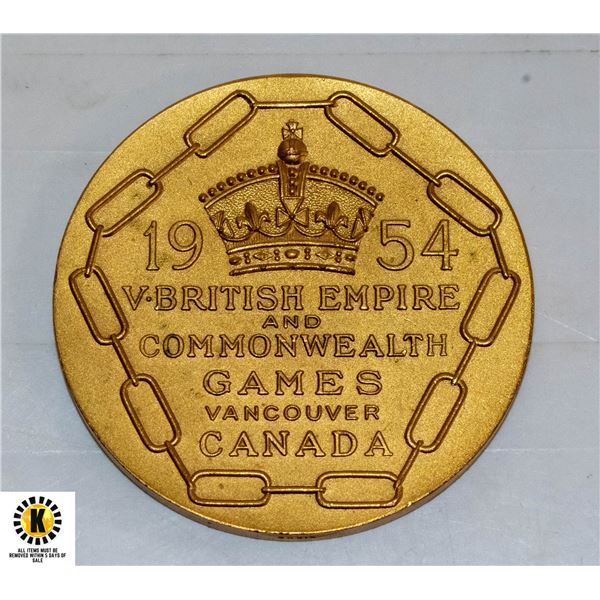 19 54
V·BRITISH EMPIRE
AND
COMMONWEALTH
GAMES
VANCOUVER
CANADA
K
ALL ITEMS MUST BE
REMOVED WITHIN 5 DAYS OF
SALE